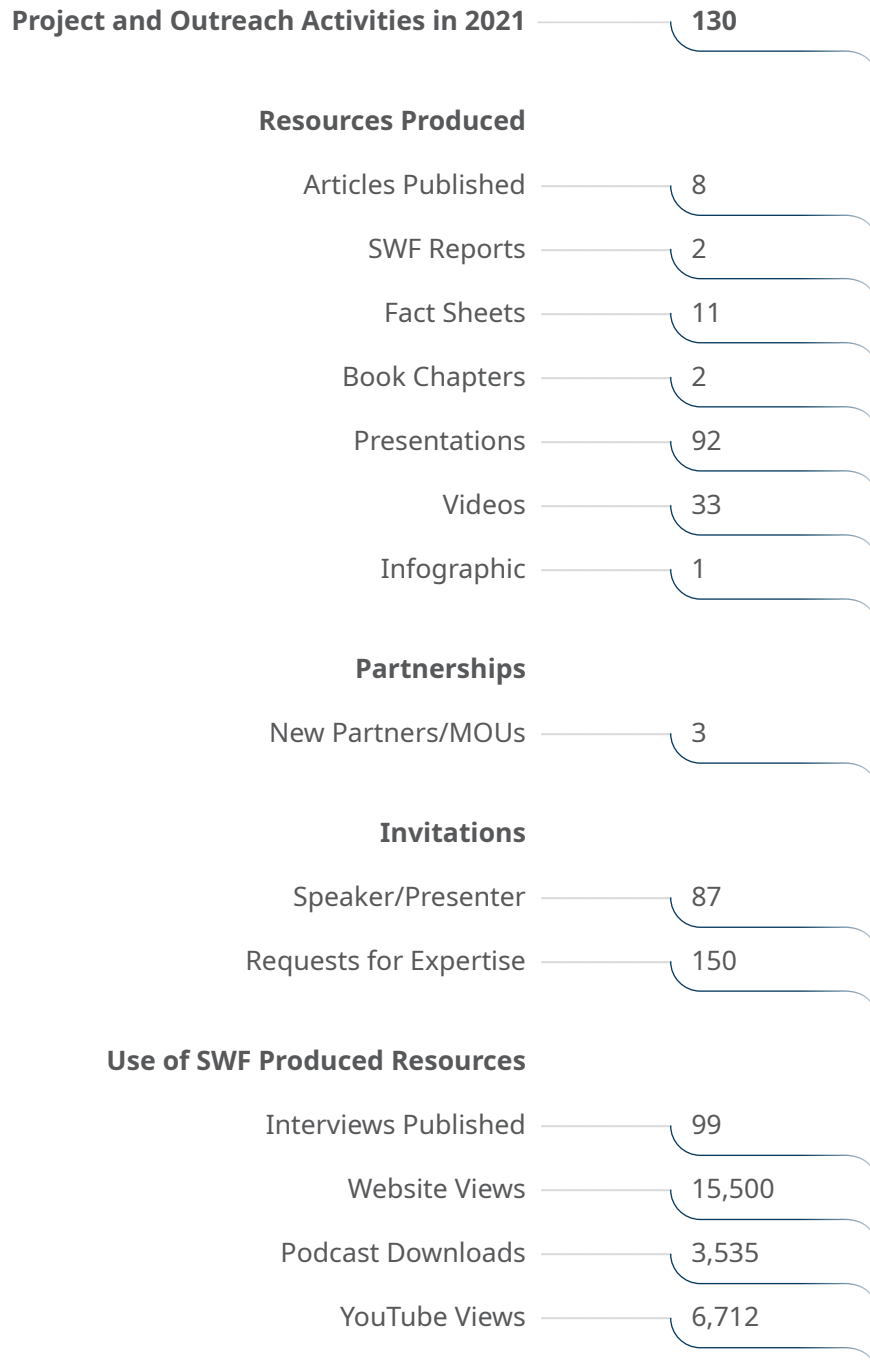 Project and Outreach Activities in 2021 130
Resources Produced
Articles Published 8
SWF Reports 2
Fact Sheets 11
Book Chapters 2
Presentations 92
Videos 33
Infographic 1
Partnerships
New Partners/MOUs 3
Invitations
Speaker/Presenter 87
Requests for Expertise 150
Use of SWF Produced Resources
Interviews Published 99
Website Views 15,500
Podcast Downloads 3,535
YouTube Views 6,712